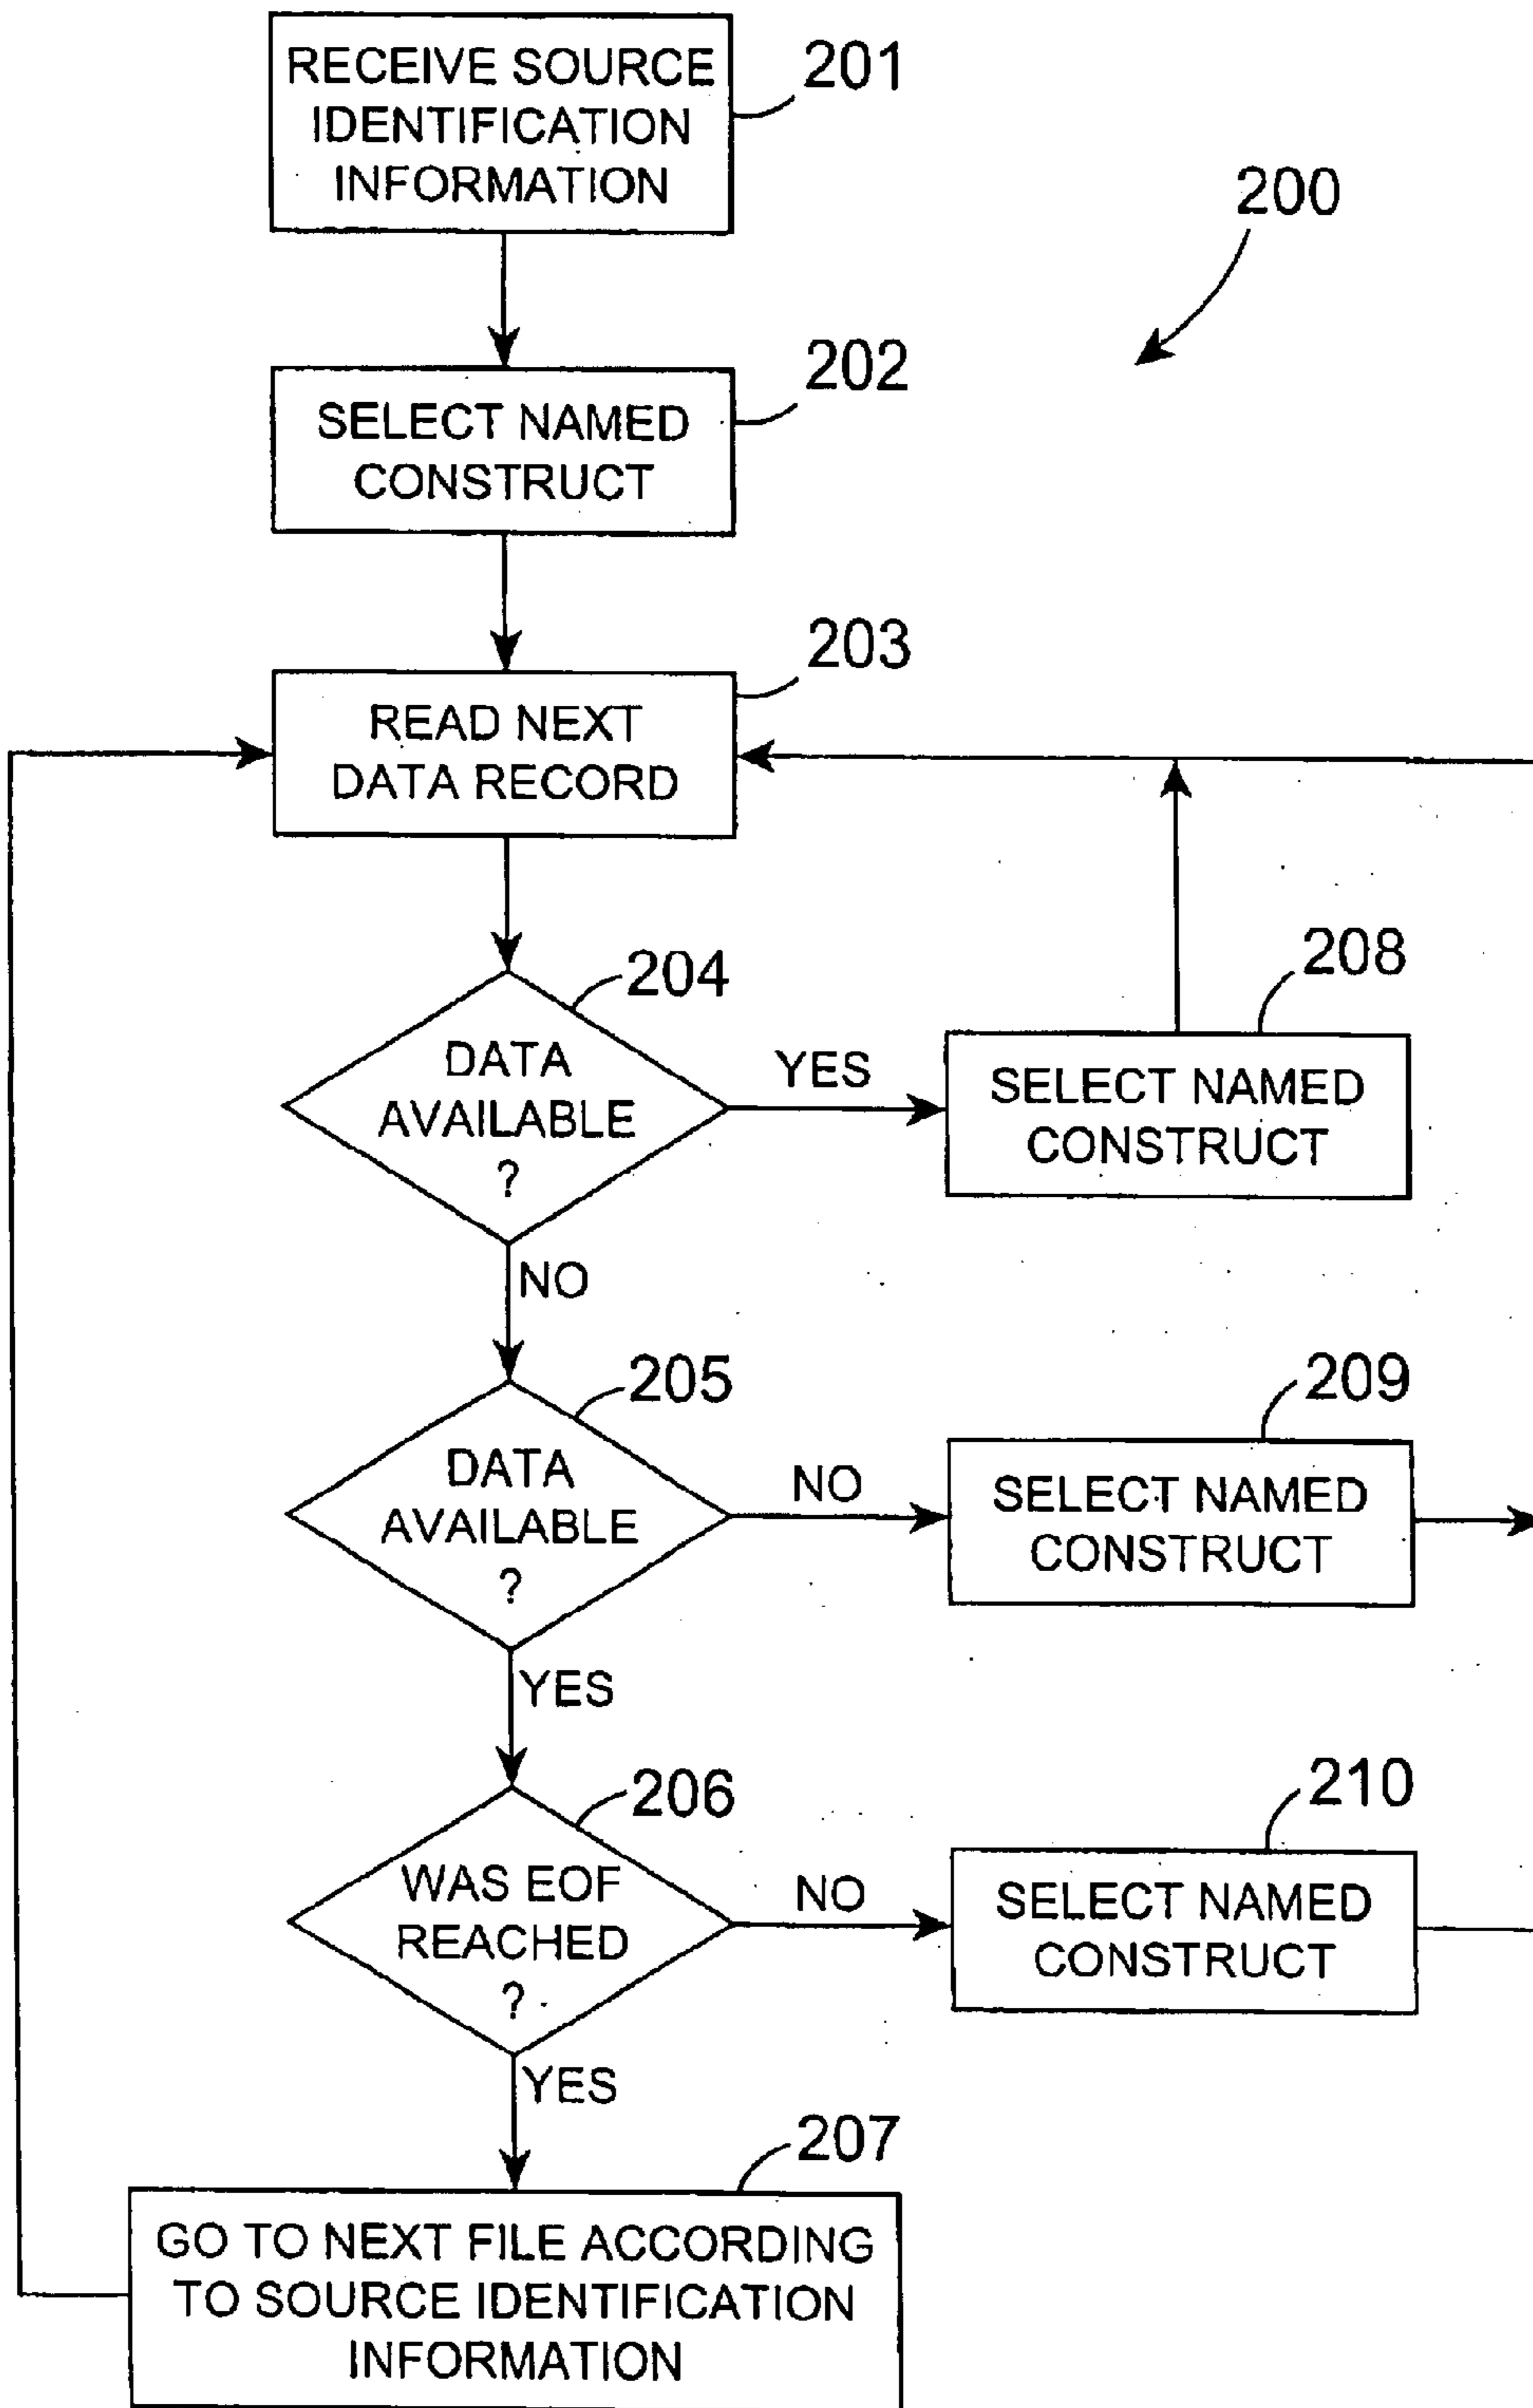 RECEIVE SOURCE
IDENTIFICATION
INFORMATION
201
200
SELECT NAMED
CONSTRUCT
202
READ NEXT
DATA RECORD
203
DATA
AVAILABLE
?
204
YES
SELECT NAMED
CONSTRUCT
208
NO
DATA
AVAILABLE
?
205
NO
SELECT NAMED
CONSTRUCT
209
YES
WAS EOF
REACHED
?
206
NO
SELECT NAMED
CONSTRUCT
210
YES
207
GO TO NEXT FILE ACCORDING
TO SOURCE IDENTIFICATION
INFORMATION